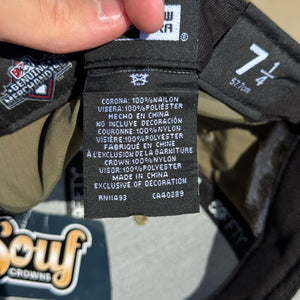 7 1/4
57.7cm
CORONA: 100%NAILON
VISERA: 100%POLIÉSTER
HECHO EN CHINA
NO INCLUYE DECORACIÓN
COURONNE: 100%NYLON
VISIÈRE: 100%POLYESTER
FABRIQUÉ EN CHINE
À L'EXCLUSION DE LA GARNITURE
CROWN: 100%NYLON
VISOR: 100%POLYESTER
MADE IN CHINA
EXCLUSIVE OF DECORATION
RN11493 CA40289
Souf
CROWNS